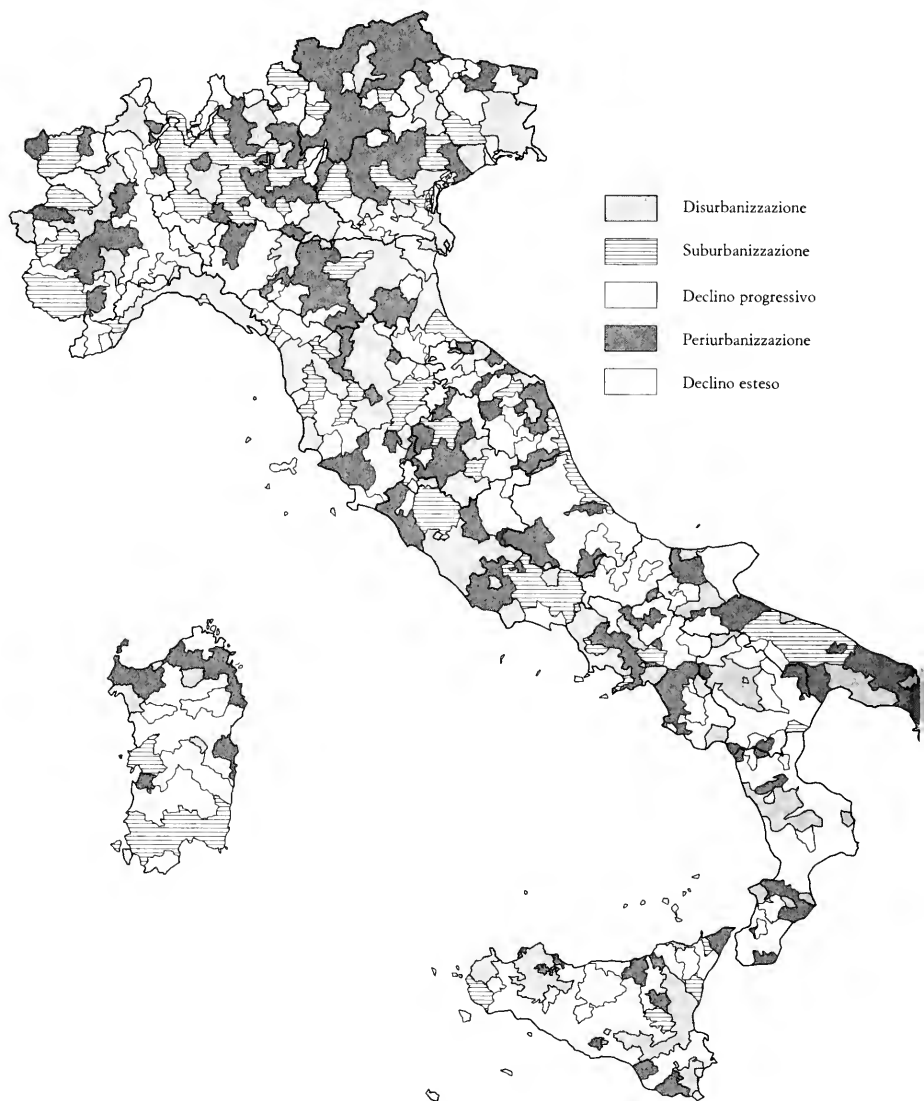 Disurbanizzazione
Suburbanizzazione
Declino progressivo
Periurbanizzazione
Declino esteso